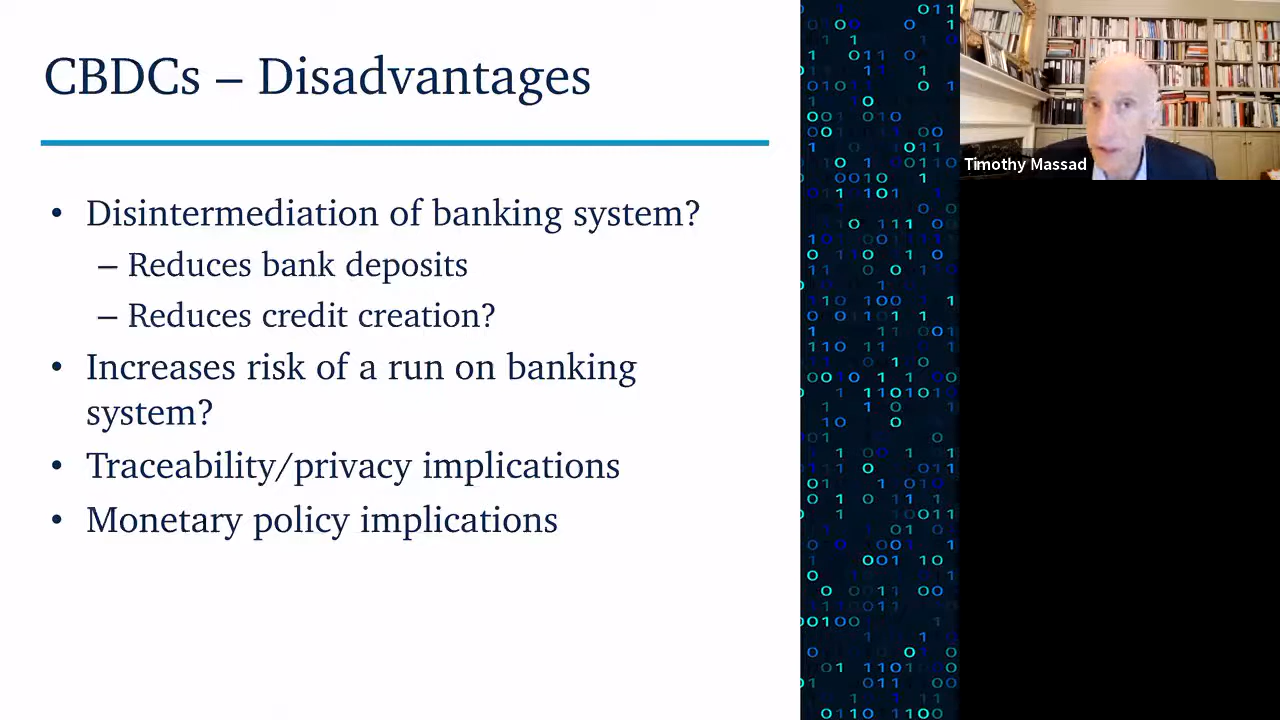 CBDCs – Disadvantages
• Disintermediation of banking system?
– Reduces bank deposits
– Reduces credit creation?
• Increases risk of a run on banking
system?
• Traceability/privacy implications
• Monetary policy implications
Timothy Massad